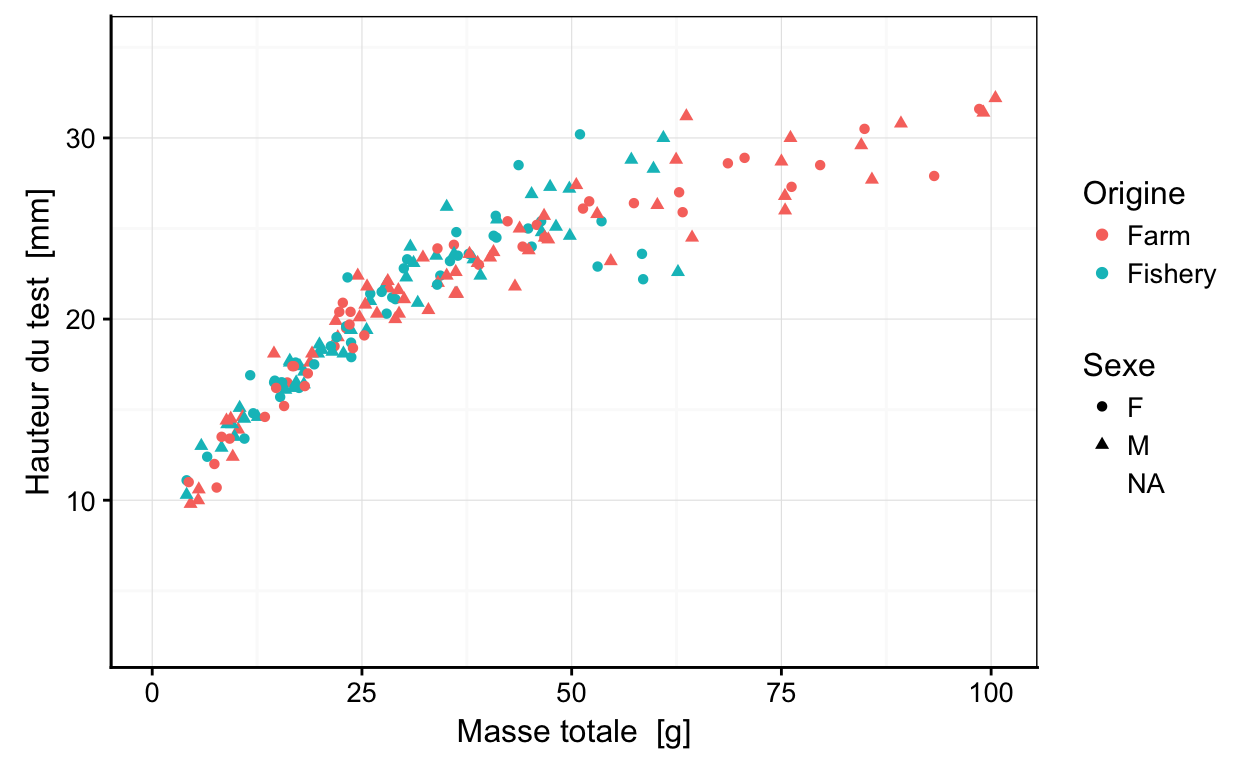 Hauteur du test [mm]
30
20
10
0 25 50 75 100
Masse totale [g]
Origine
Farm
Fishery
Sexe
F
M
NA